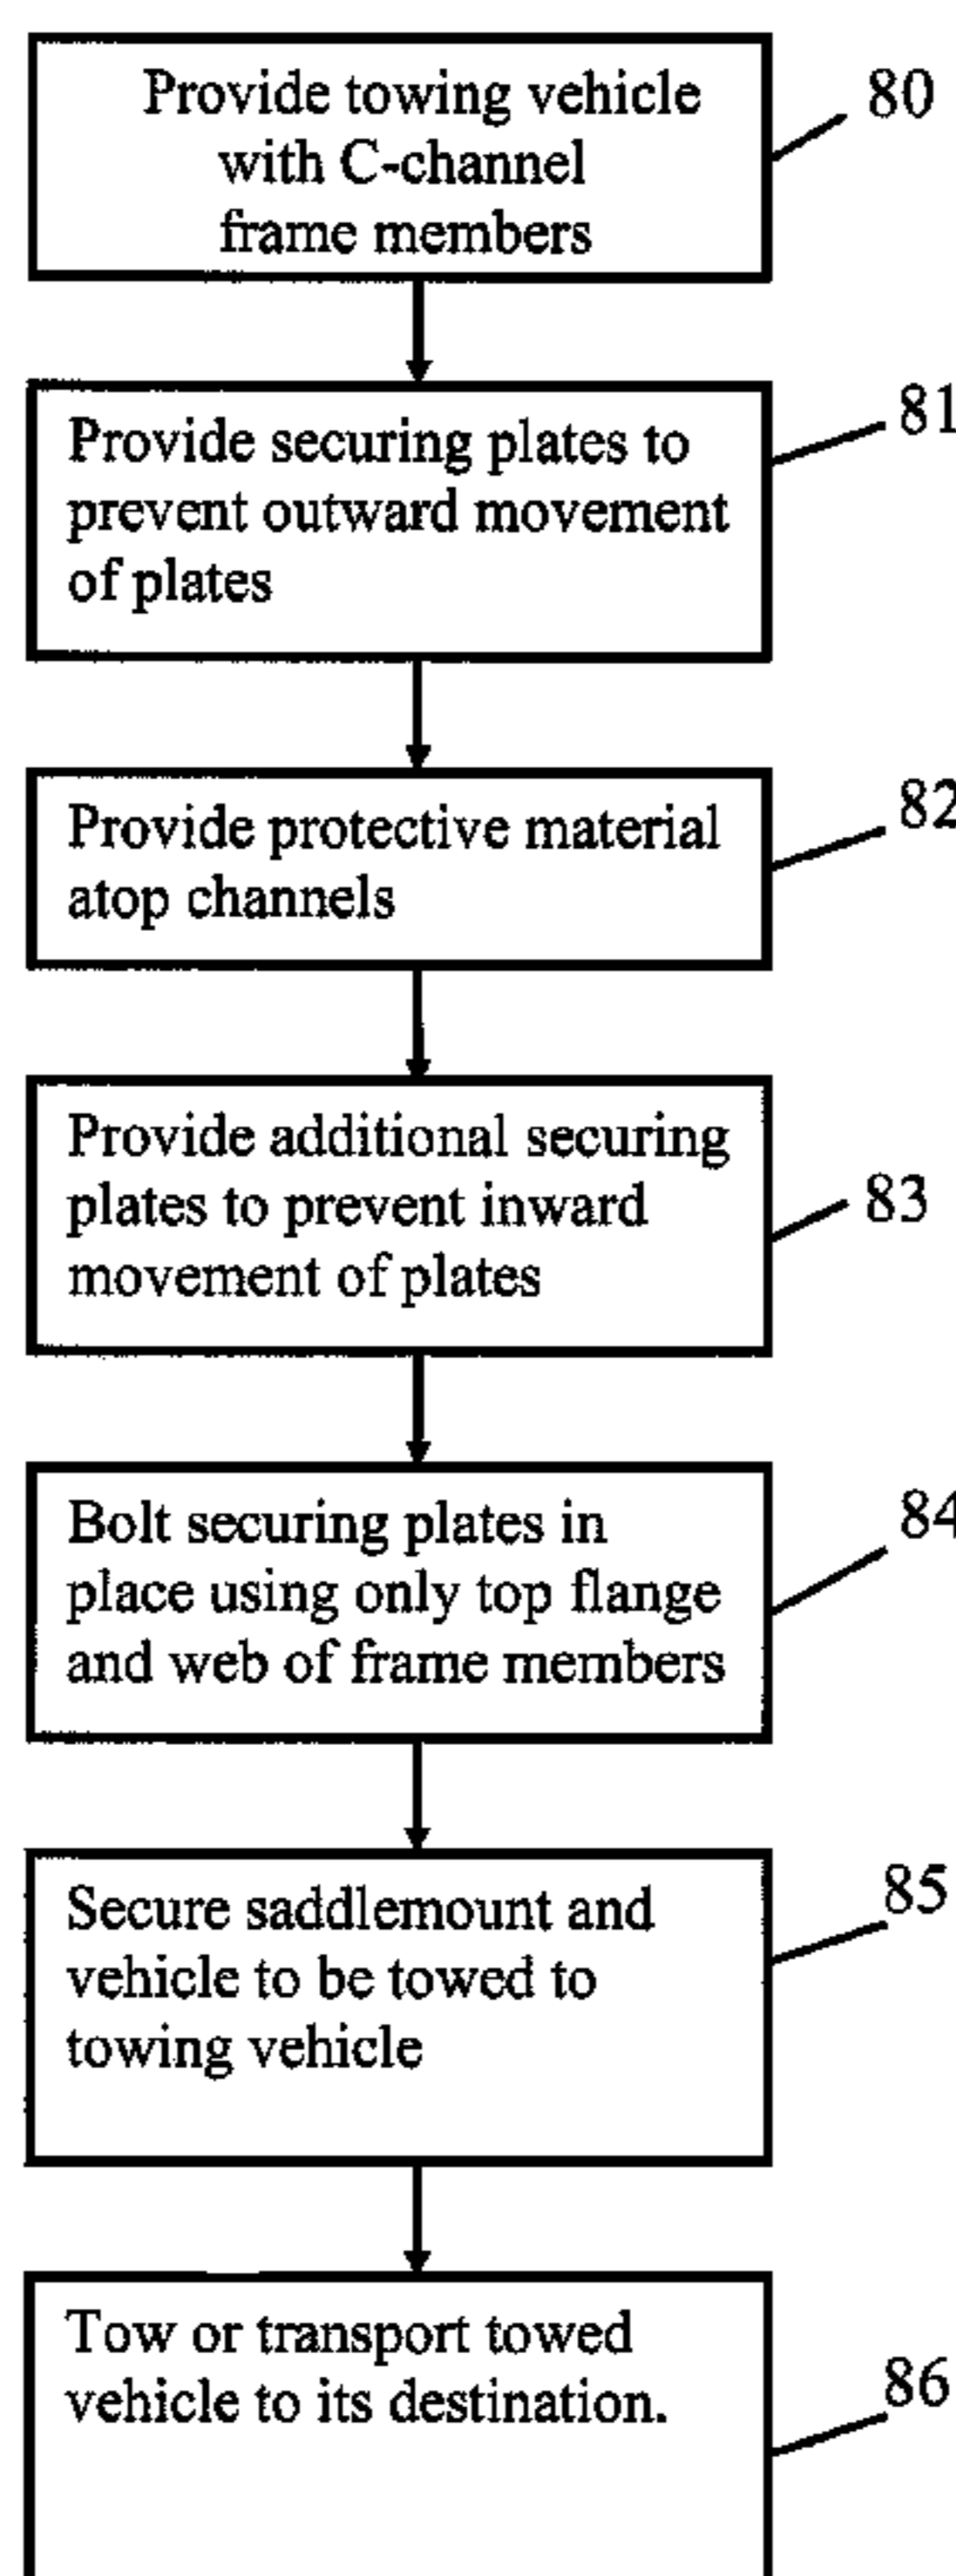 Provide towing vehicle
with C-channel
frame members
80
Provide securing plates to
prevent outward movement
of plates
81
Provide protective material
atop channels
82
Provide additional securing
plates to prevent inward
movement of plates
83
Bolt securing plates in
place using only top flange
and web of frame members
84
Secure saddlemount and
vehicle to be towed to
towing vehicle
85
Tow or transport towed
vehicle to its destination.
86